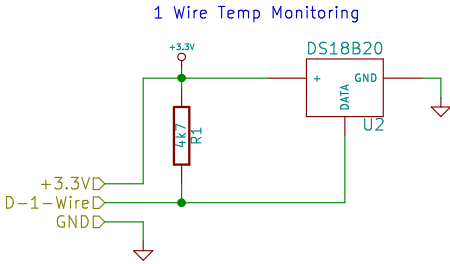 1 Wire Temp Monitoring
+3.3V
DS18B20
+
GND
DATA
U2
4k7
R1
+3.3V
D-1-Wire
GND